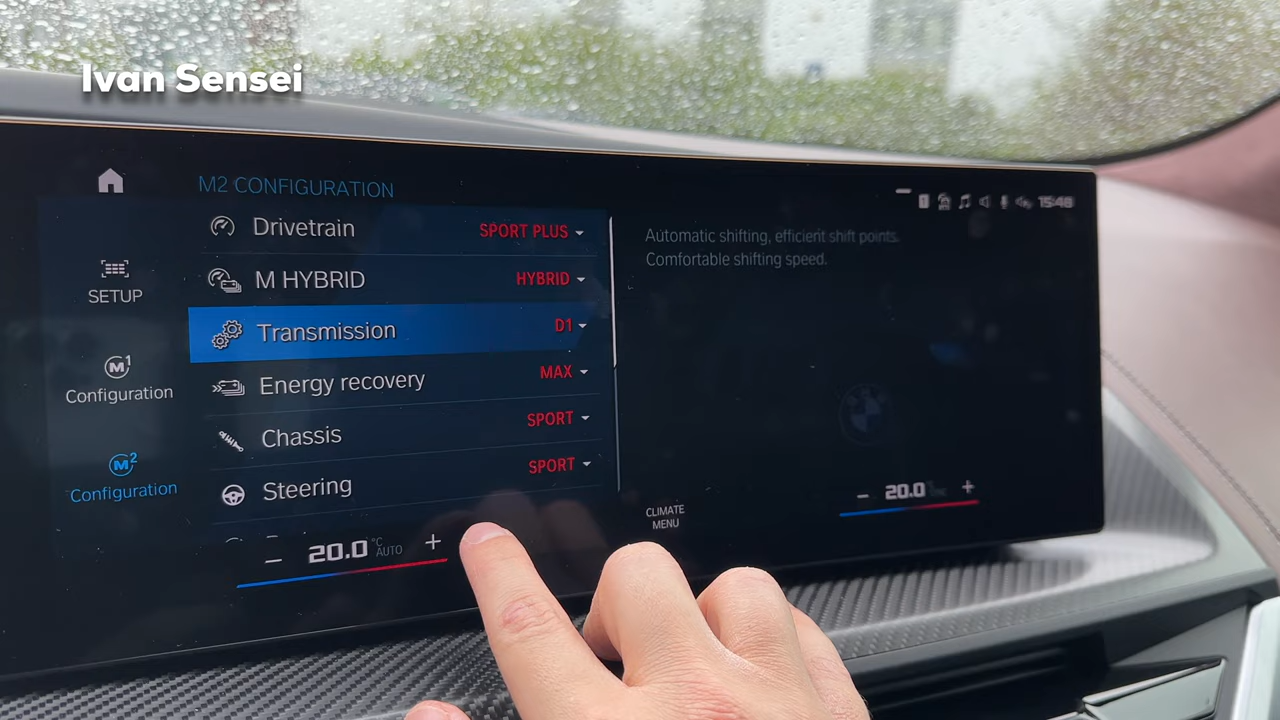 Ivan Sensei
M2 CONFIGURATION
15:48
SETUP
M1
Configuration
M2
Configuration
Drivetrain SPORT PLUS
M HYBRID HYBRID
Transmission D1
Energy recovery MAX
Chassis SPORT
Steering SPORT
Automatic shifting, efficient shift points.
Comfortable shifting speed.
− 20.0 °C AUTO +
CLIMATE
MENU
− 20.0 +